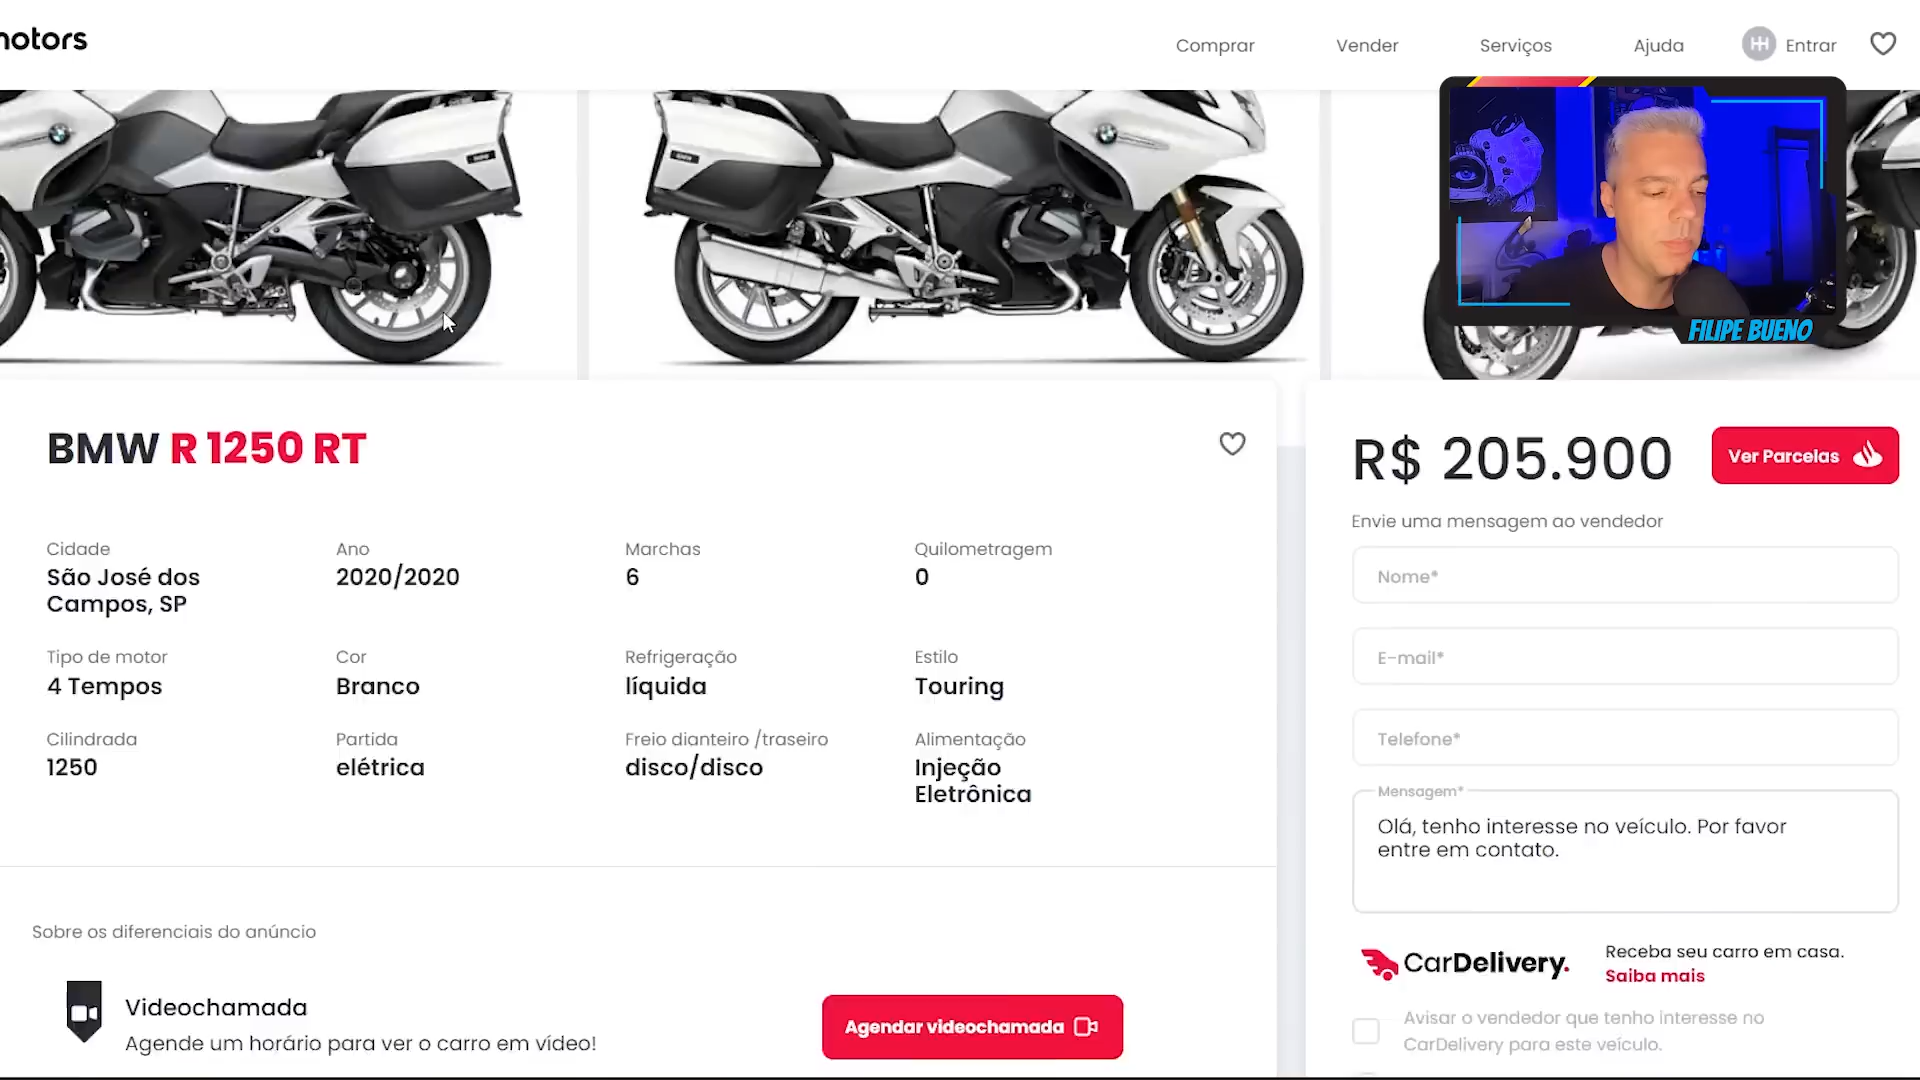 motors
Comprar
Vender
Serviços
Ajuda
Entrar
FILIPE BUENO
BMW R 1250 RT
Cidade
São José dos
Campos, SP
Ano
2020/2020
Marchas
6
Quilometragem
0
Tipo de motor
4 Tempos
Cor
Branco
Refrigeração
líquida
Estilo
Touring
Cilindrada
1250
Partida
elétrica
Freio dianteiro /traseiro
disco/disco
Alimentação
Injeção
Eletrônica
Sobre os diferenciais do anúncio
Videochamada
Agende um horário para ver o carro em vídeo!
Agendar videochamada
R$ 205.900
Ver Parcelas
Envie uma mensagem ao vendedor
Nome*
E-mail*
Telefone*
Mensagem*
Olá, tenho interesse no veículo. Por favor
entre em contato.
CarDelivery.
Receba seu carro em casa.
Saiba mais
Avisar o vendedor que tenho interesse no
CarDelivery para este veículo.